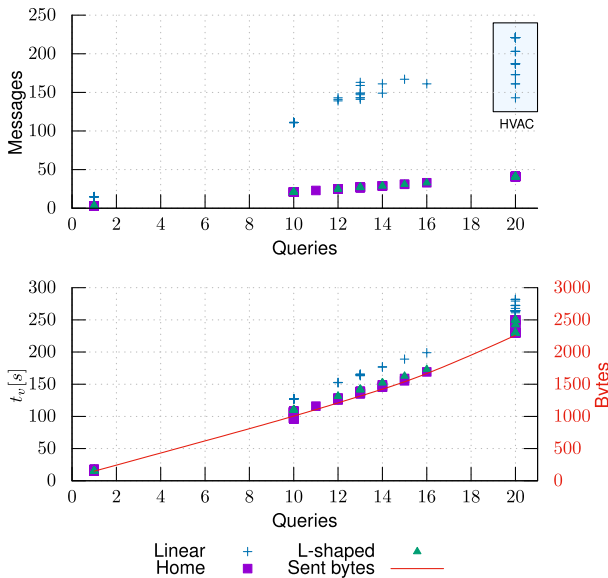 250
200
150
100
50
0
Messages
HVAC
0 2 4 6 8 10 12 14 16 18 20
Queries
300 3000
250 2500
200 2000
150 1500
100 1000
50 500
0 0
t_v[s]
Bytes
0 2 4 6 8 10 12 14 16 18 20
Queries
Linear L-shaped
Home Sent bytes